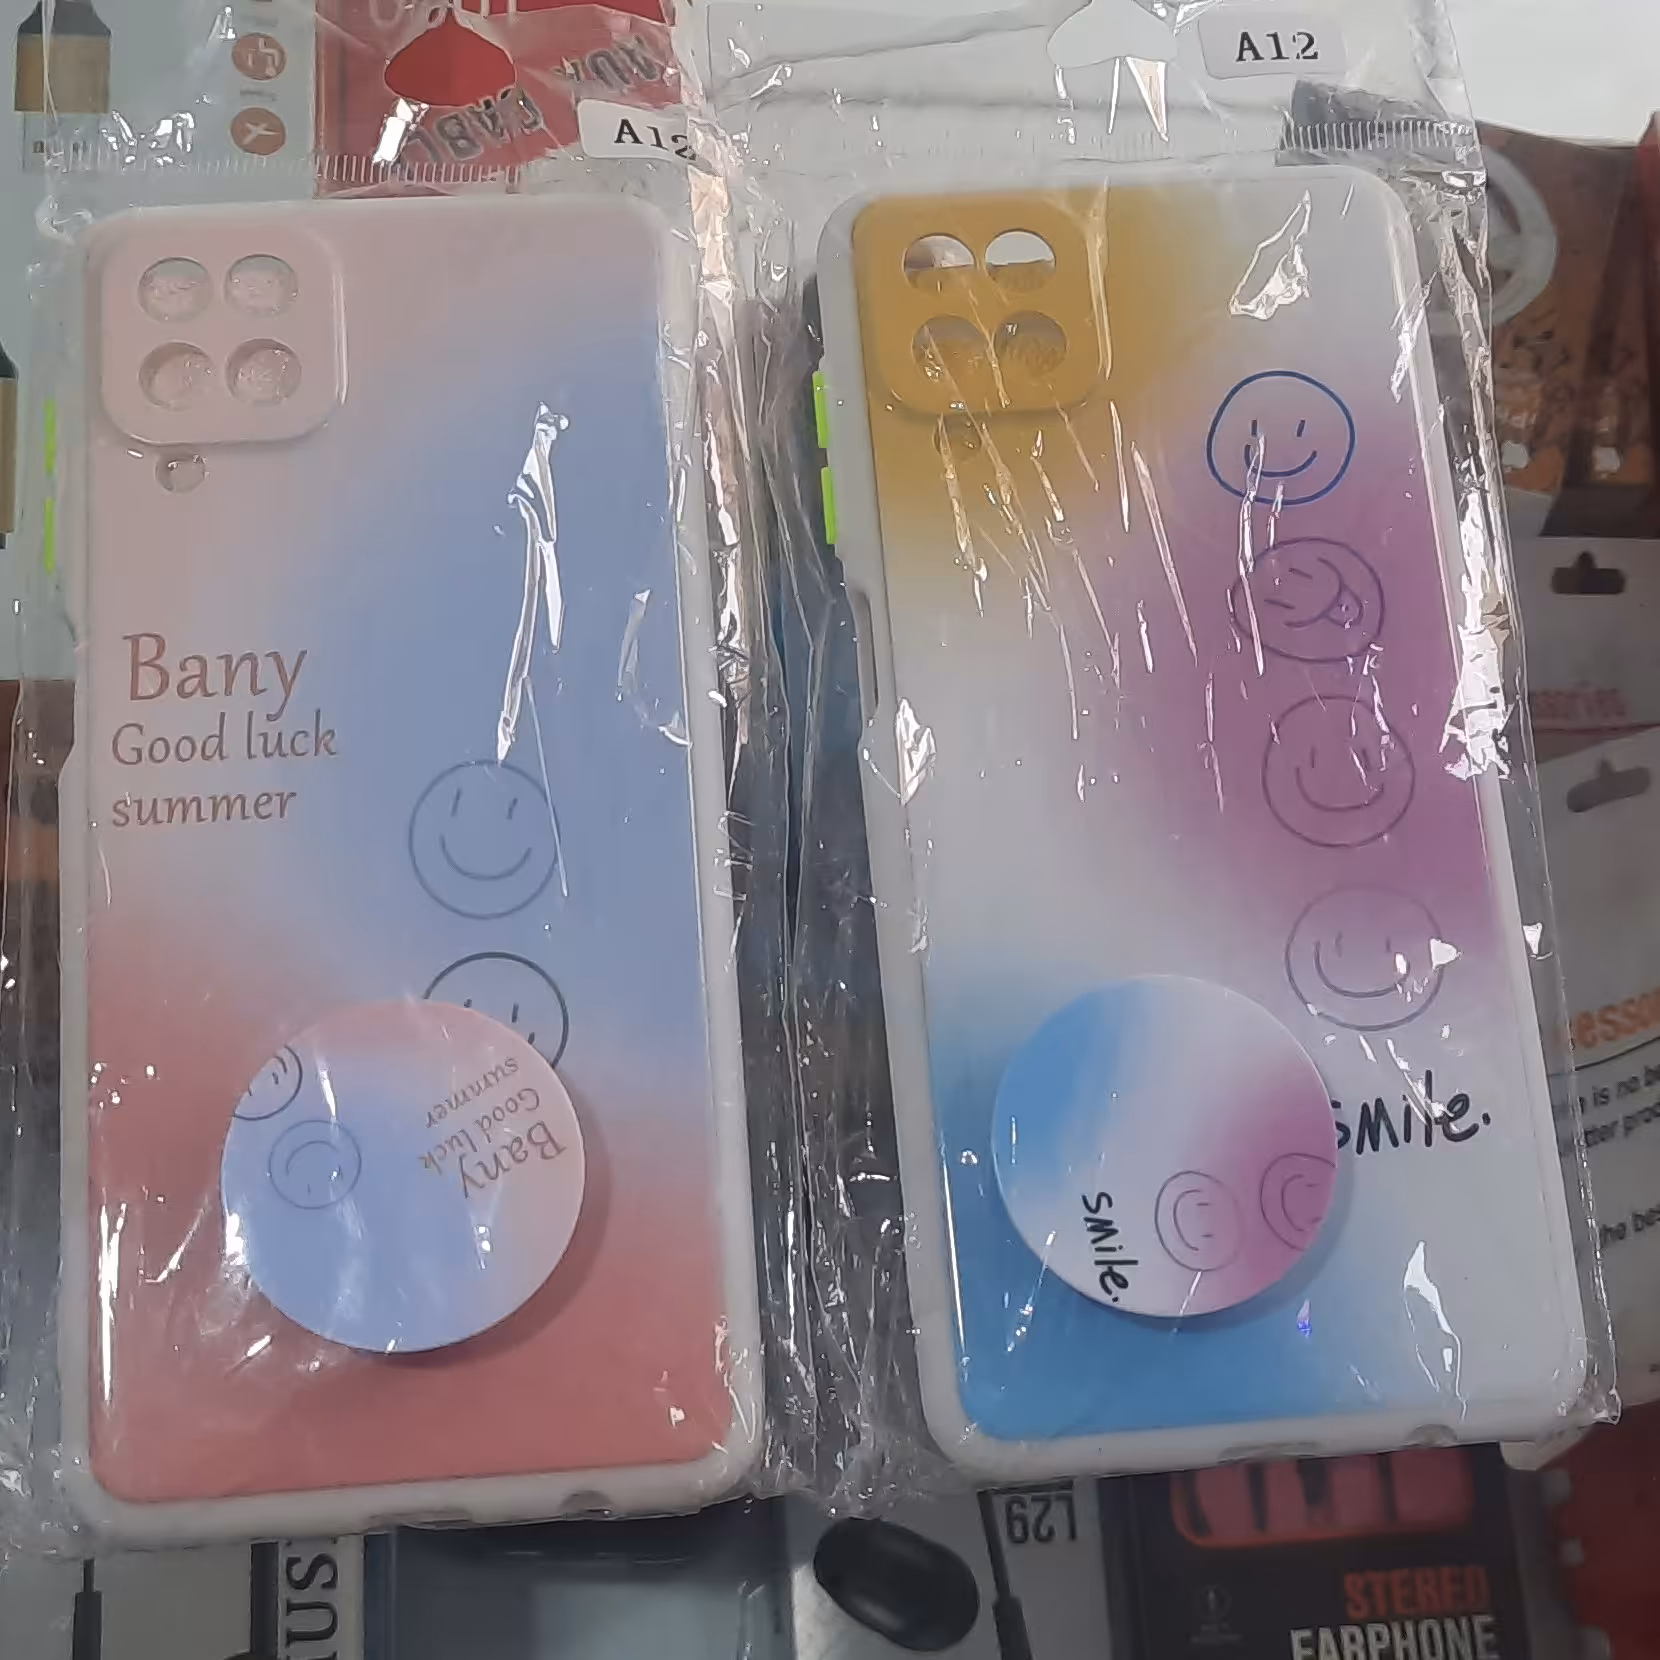 A12
A12
Bany
Good luck
summer
Bany
Good luck
summer
smile.
smile.
L29
STEREO
EARPHONE